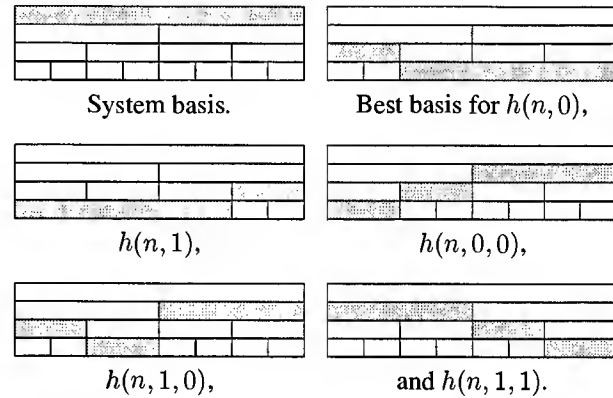 System basis.
Best basis for $h(n, 0)$,
$h(n, 1)$,
$h(n, 0, 0)$,
$h(n, 1, 0)$,
and $h(n, 1, 1)$.